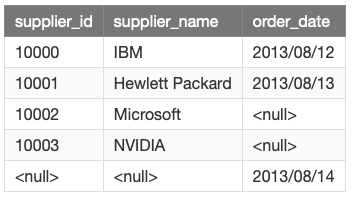 supplier_id supplier_name order_date
10000 IBM 2013/08/12
10001 Hewlett Packard 2013/08/13
10002 Microsoft <null>
10003 NVIDIA <null>
<null> <null> 2013/08/14